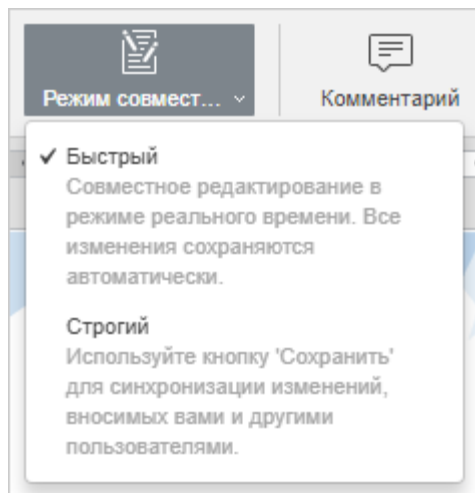 Режим совмест...
Комментарий
Быстрый
Совместное редактирование в
режиме реального времени. Все
изменения сохраняются
автоматически.
Строгий
Используйте кнопку 'Сохранить'
для синхронизации изменений,
вносимых вами и другими
пользователями.